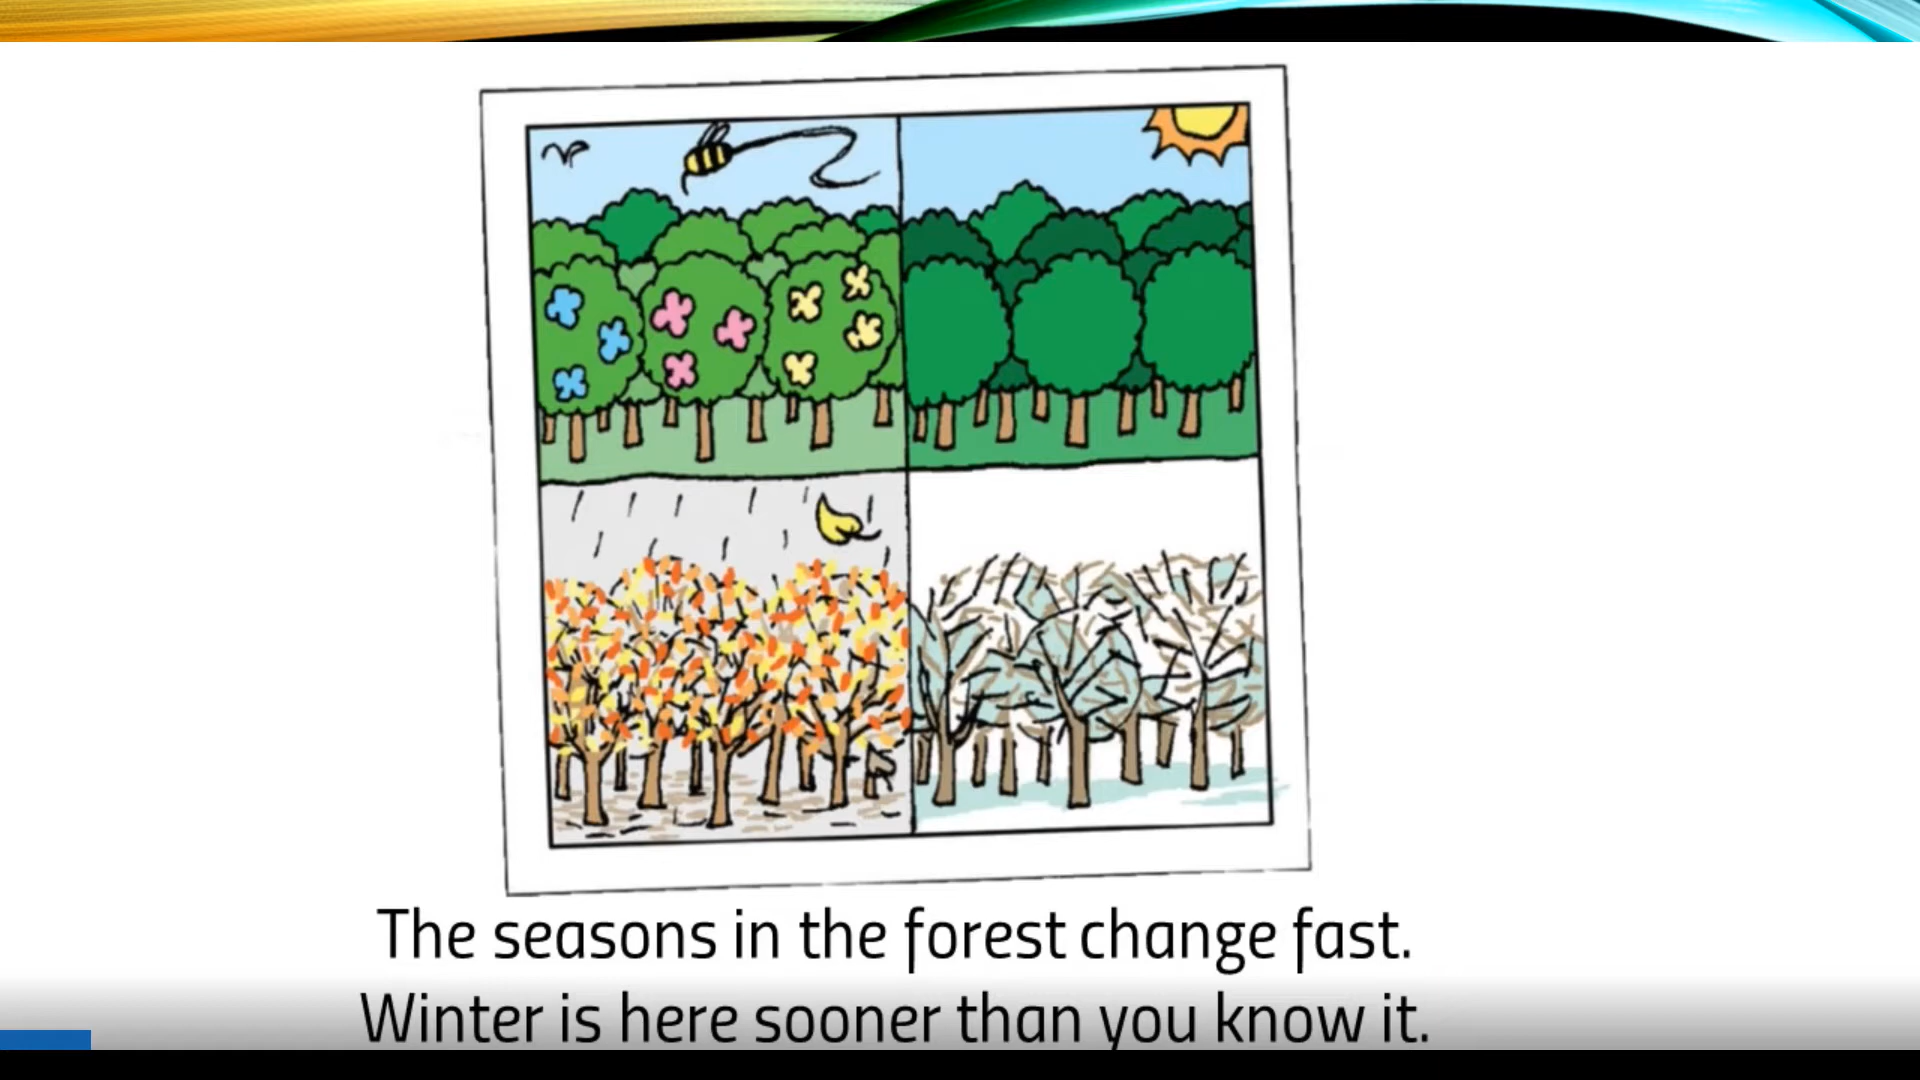 The seasons in the forest change fast.
Winter is here sooner than you know it.